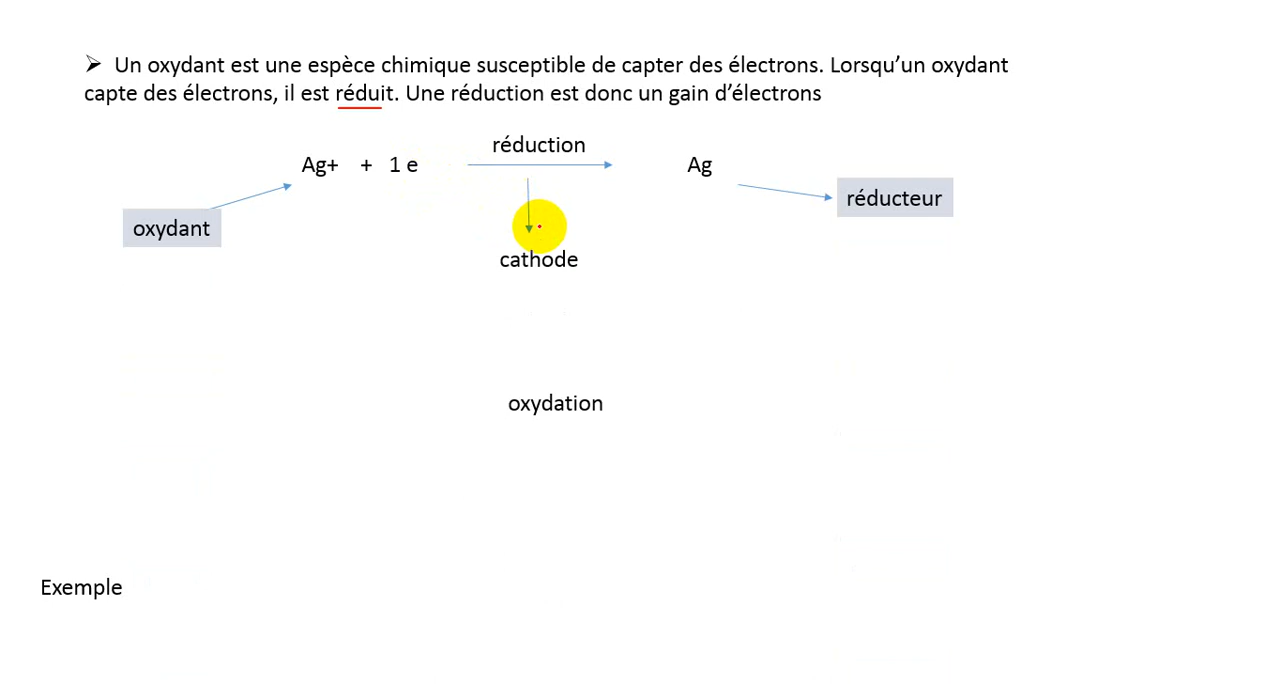 Un oxydant est une espèce chimique susceptible de capter des électrons. Lorsqu’un oxydant
capte des électrons, il est réduit. Une réduction est donc un gain d’électrons
réduction
Ag+ + 1 e Ag
réducteur
oxydant
cathode
oxydation
Exemple